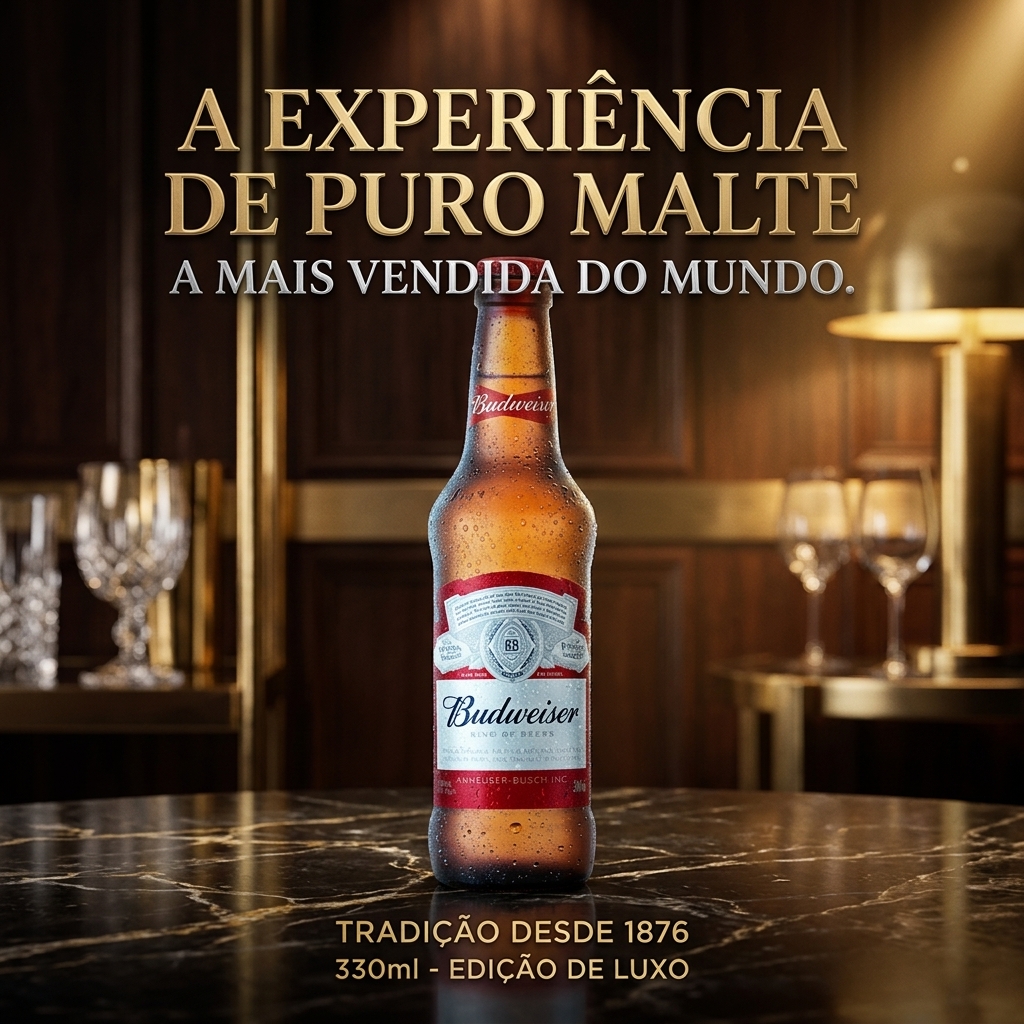 A EXPERIÊNCIA
DE PURO MALTE
A MAIS VENDIDA DO MUNDO.
Budweiser
Budweiser
KING OF BEERS
ANHEUSER-BUSCH INC
TRADIÇÃO DESDE 1876
330ml - EDIÇÃO DE LUXO